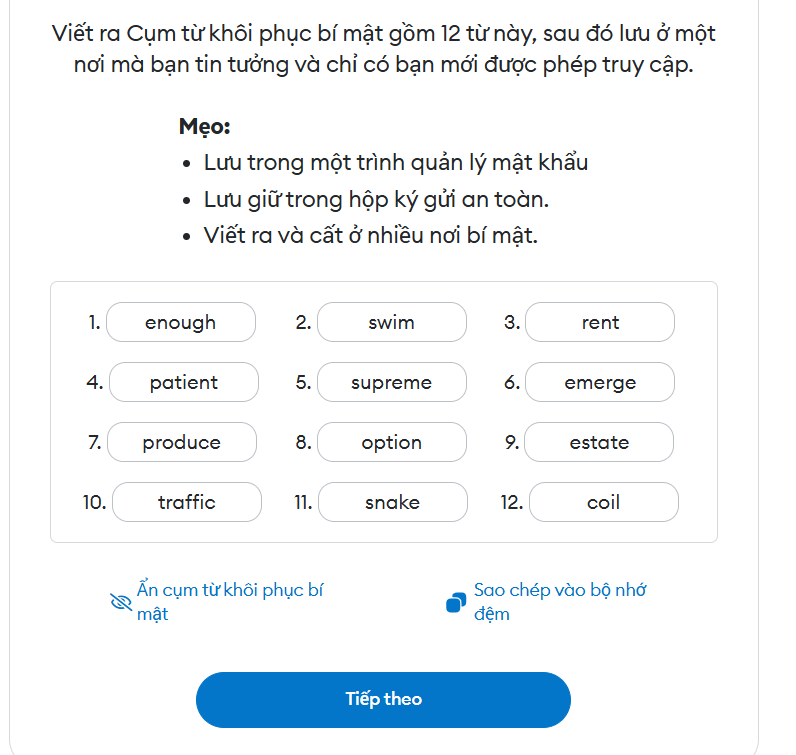 Viết ra Cụm từ khôi phục bí mật gồm 12 từ này, sau đó lưu ở một
nơi mà bạn tin tưởng và chỉ có bạn mới được phép truy cập.
Mẹo:
• Lưu trong một trình quản lý mật khẩu
• Lưu giữ trong hộp ký gửi an toàn.
• Viết ra và cất ở nhiều nơi bí mật.
1. enough 2. swim 3. rent
4. patient 5. supreme 6. emerge
7. produce 8. option 9. estate
10. traffic 11. snake 12. coil
Ẩn cụm từ khôi phục bí
mật
Sao chép vào bộ nhớ
đệm
Tiếp theo